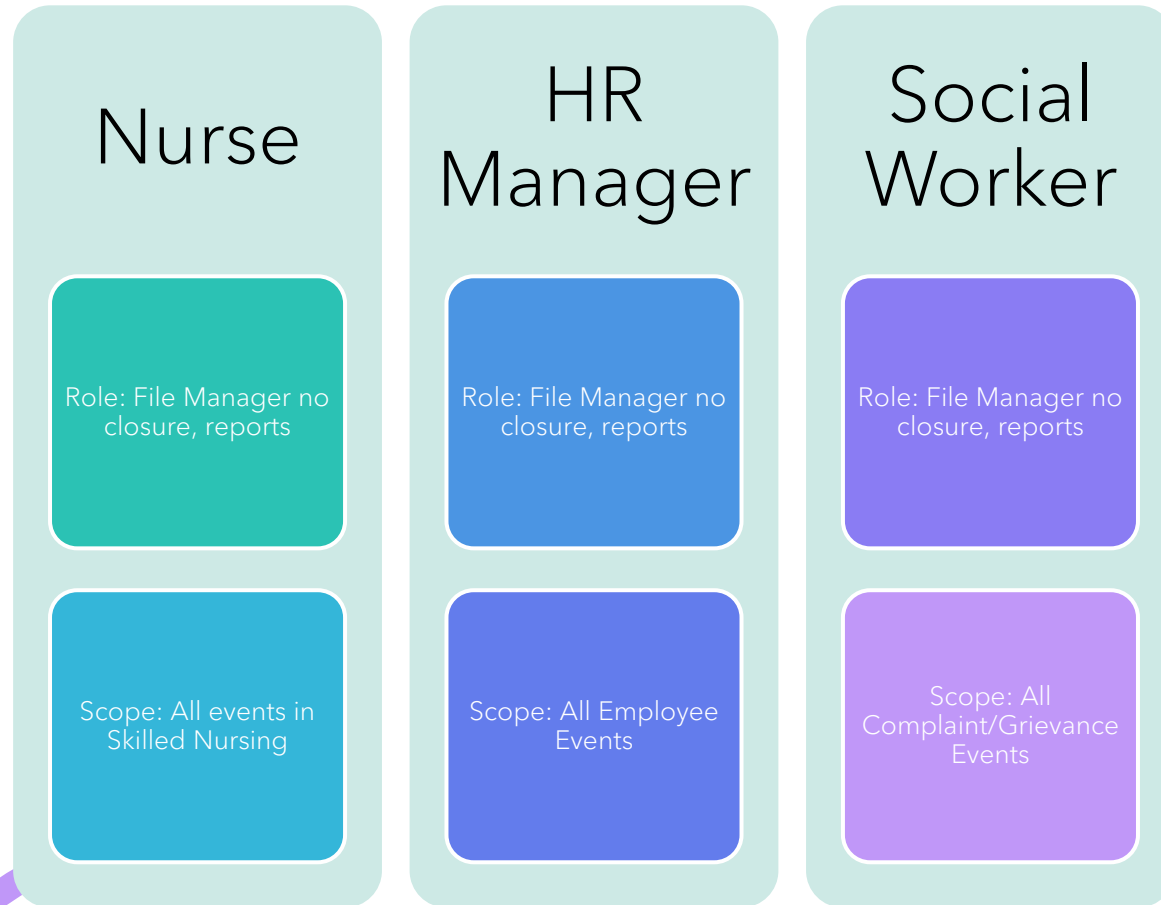 Nurse
Role: File Manager no
closure, reports
Scope: All events in
Skilled Nursing
HR
Manager
Role: File Manager no
closure, reports
Scope: All Employee
Events
Social
Worker
Role: File Manager no
closure, reports
Scope: All
Complaint/Grievance
Events